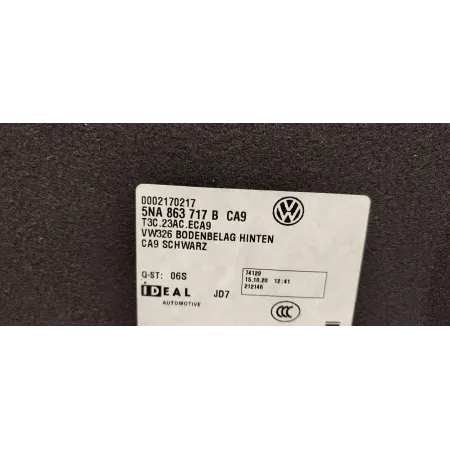 0002170217
5NA 863 717 B CA9
T3C.23AC.ECA9
VW326 BODENBELAG HINTEN
CA9 SCHWARZ
Q-ST: 06S
iDEAL
AUTOMOTIVE
JD7
74120
15.10.20 12:41
212146
CCC